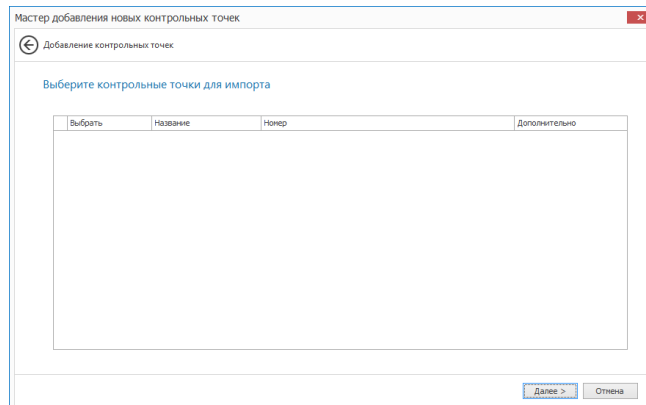 Мастер добавления новых контрольных точек
Добавление контрольных точек
Выберите контрольные точки для импорта
Выбрать Название Номер Дополнительно
Далее > Отмена